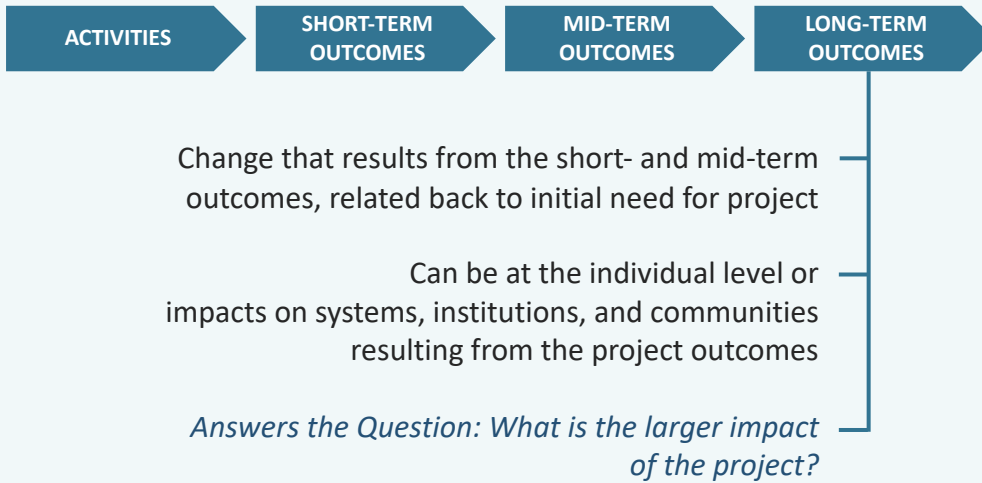 ACTIVITIES
SHORT-TERM
OUTCOMES
MID-TERM
OUTCOMES
LONG-TERM
OUTCOMES
Change that results from the short- and mid-term
outcomes, related back to initial need for project
Can be at the individual level or
impacts on systems, institutions, and communities
resulting from the project outcomes
Answers the Question: What is the larger impact
of the project?